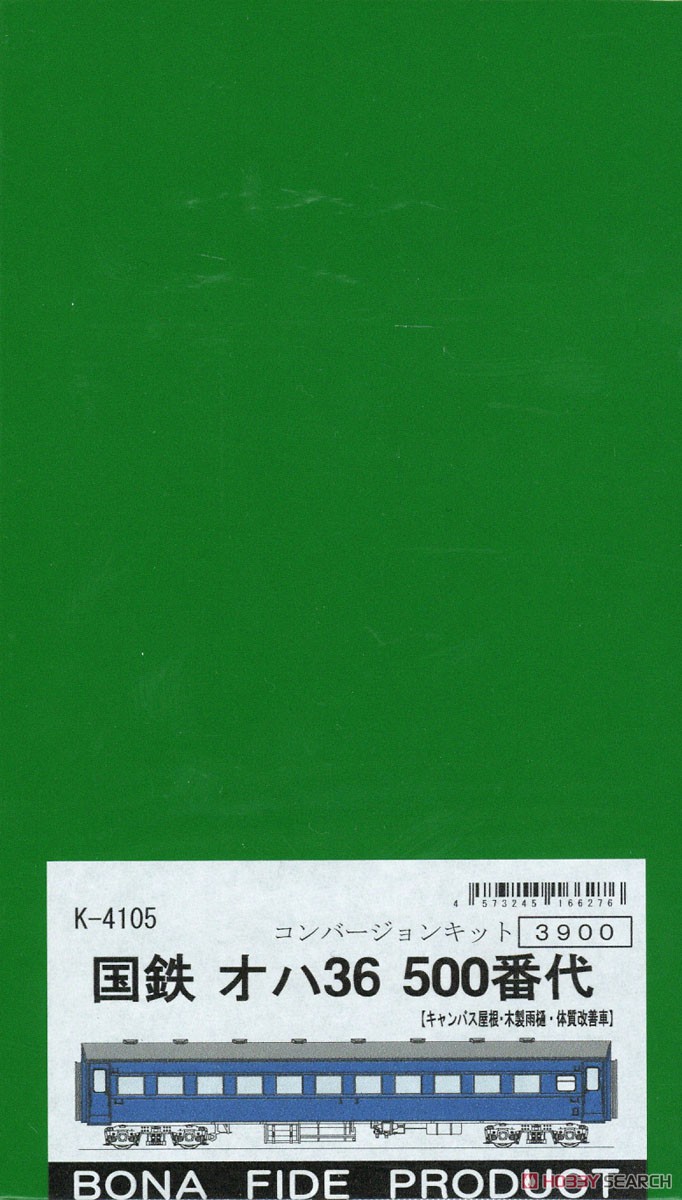 4 573245 166276
K-4105
コンバージョンキット 3900
国鉄 オハ36 500番代
【キャンバス屋根・木製雨樋・体質改善車】
BONA FIDE PRODUCT
HOBBY SEARCH